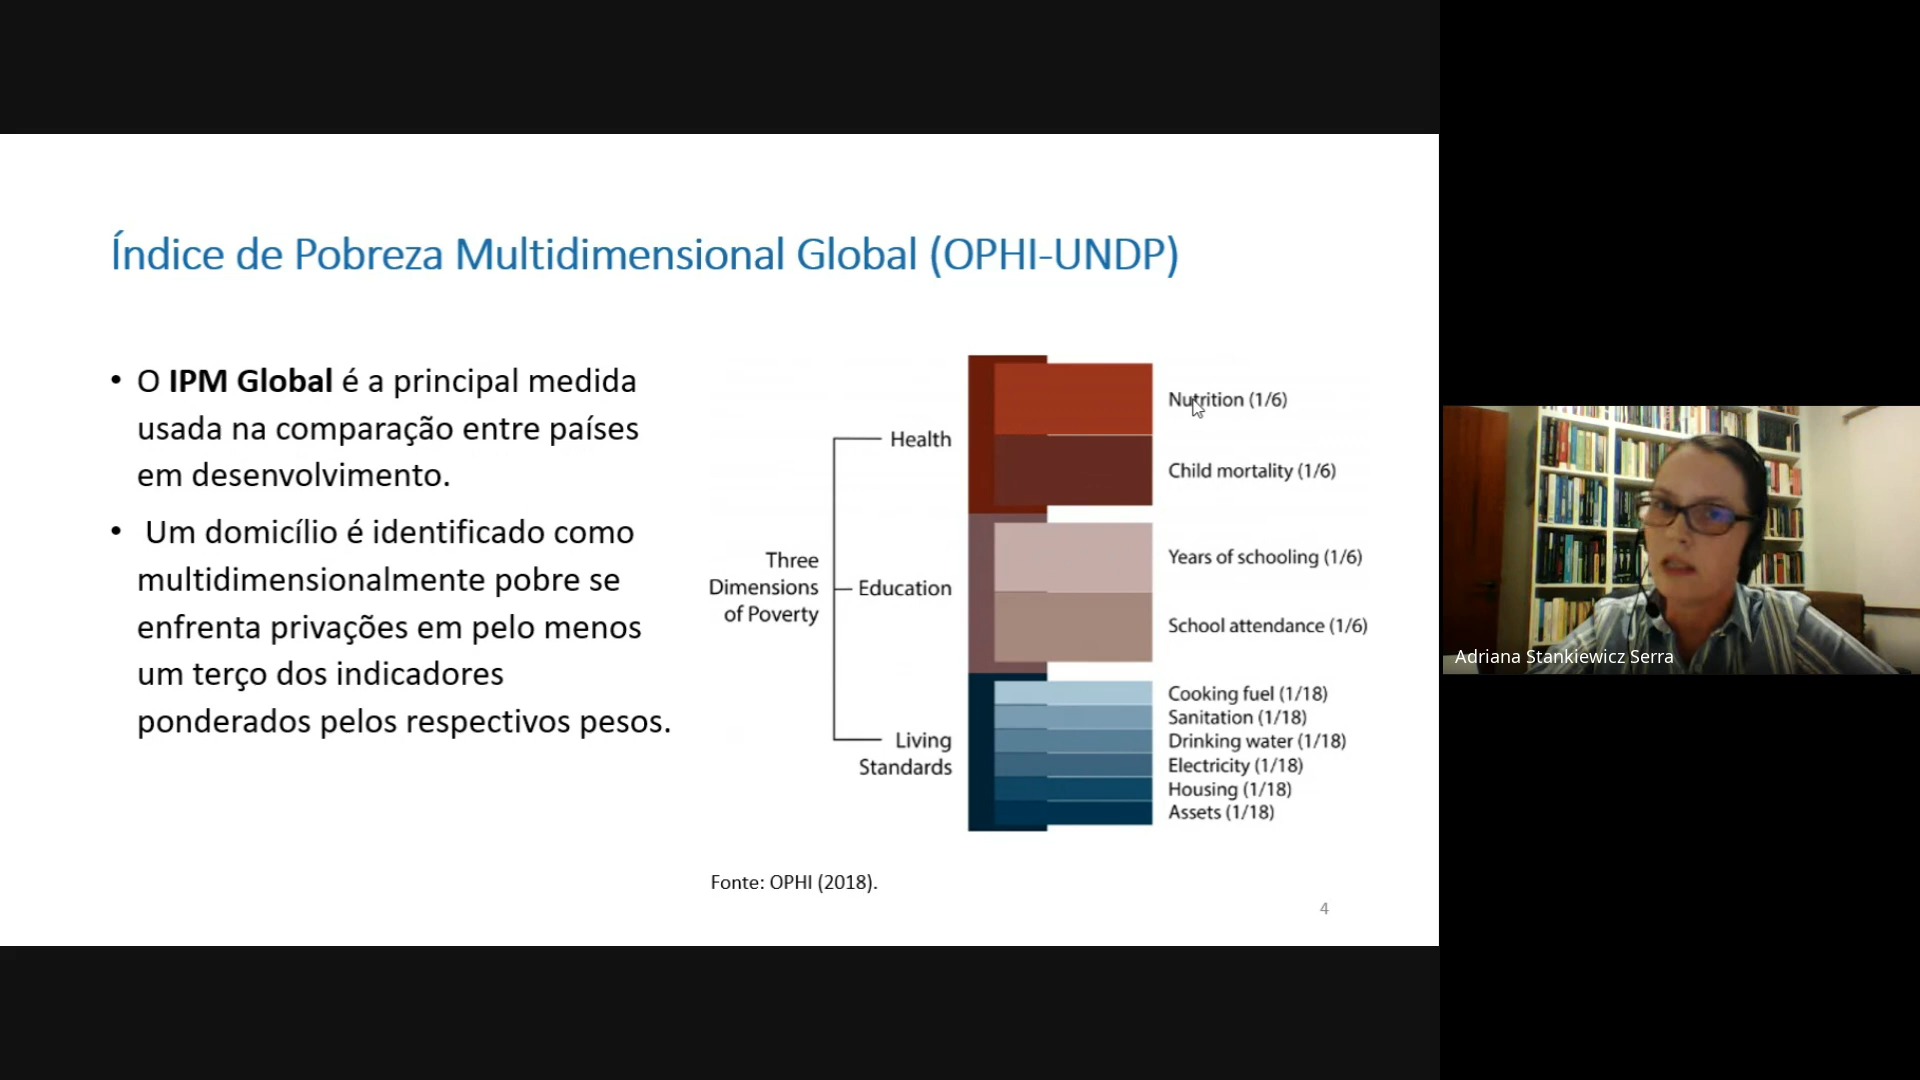 Índice de Pobreza Multidimensional Global (OPHI-UNDP)
• O IPM Global é a principal medida
usada na comparação entre países
em desenvolvimento.
• Um domicílio é identificado como
multidimensionalmente pobre se
enfrenta privações em pelo menos
um terço dos indicadores
ponderados pelos respectivos pesos.
Three
Dimensions
of Poverty
Health
Nutrition (1/6)
Child mortality (1/6)
Education
Years of schooling (1/6)
School attendance (1/6)
Living
Standards
Cooking fuel (1/18)
Sanitation (1/18)
Drinking water (1/18)
Electricity (1/18)
Housing (1/18)
Assets (1/18)
Fonte: OPHI (2018).
4
Adriana Stankiewicz Serra